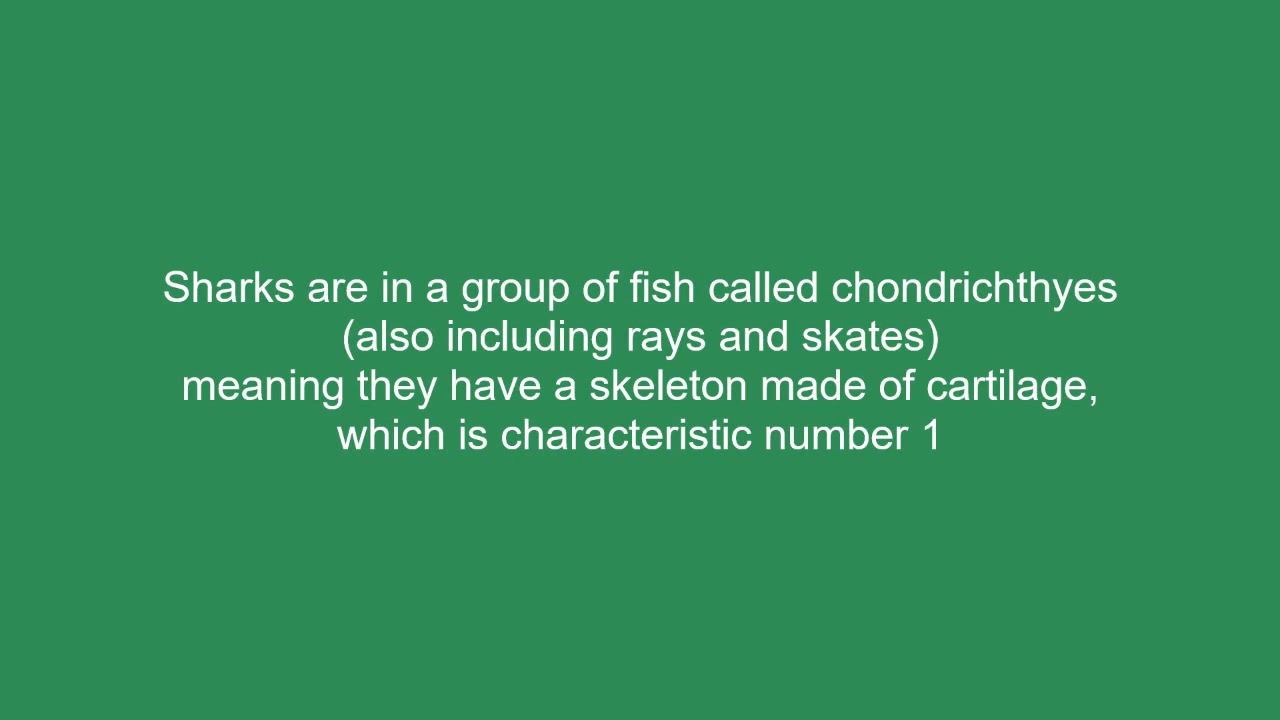 Sharks are in a group of fish called chondrichthyes
(also including rays and skates)
meaning they have a skeleton made of cartilage,
which is characteristic number 1